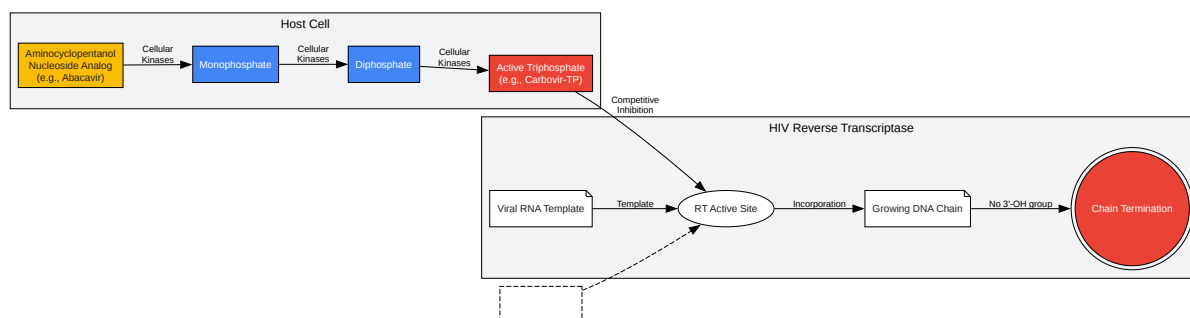 Host Cell
Aminocyclopentanol
Nucleoside Analog
(e.g., Abacavir)
Cellular
Kinases
Monophosphate
Cellular
Kinases
Diphosphate
Cellular
Kinases
Active Triphosphate
(e.g., Carbovir-TP)
Competitive
Inhibition
HIV Reverse Transcriptase
Viral RNA Template
Template
RT Active Site
Incorporation
Growing DNA Chain
No 3'-OH group
Chain Termination